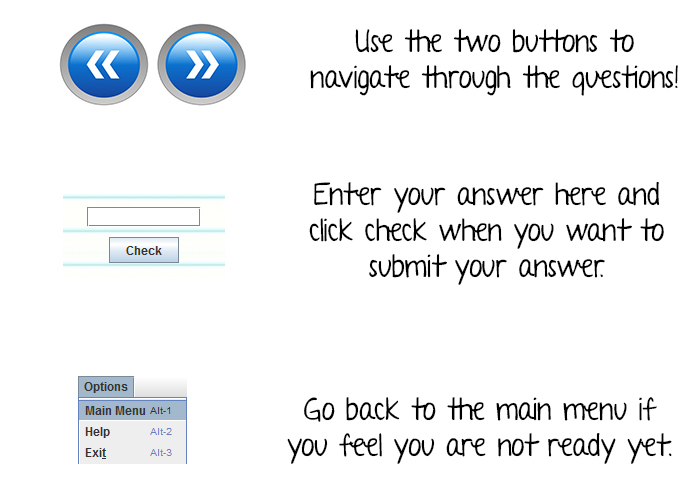 Use the two buttons to
navigate through the questions!
Enter your answer here and
click check when you want to
submit your answer.
Check
Options
Main Menu Alt-1
Help Alt-2
Exit Alt-3
Go back to the main menu if
you feel you are not ready yet.